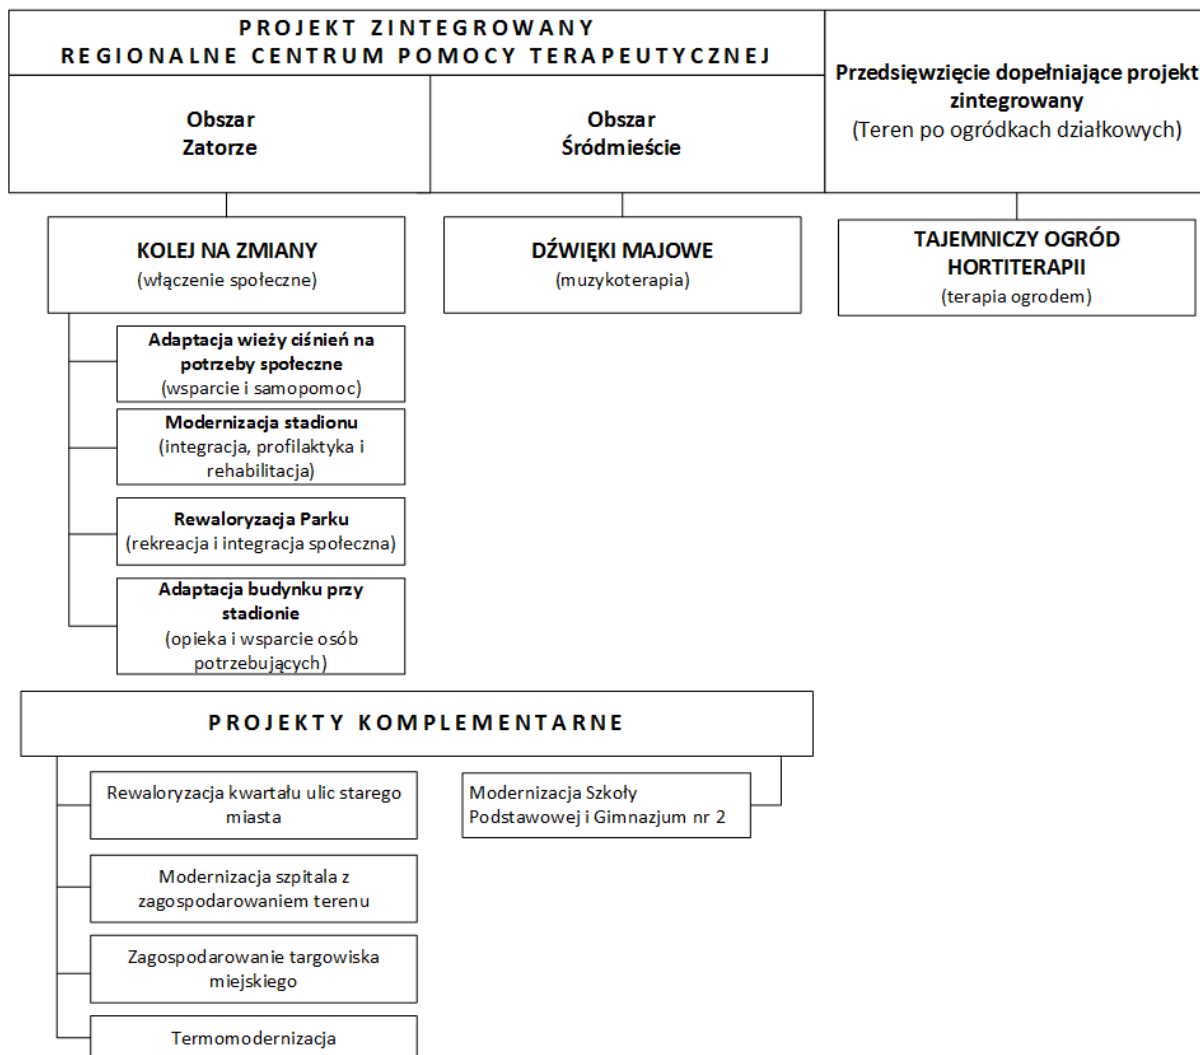 PROJEKT ZINTEGROWANY
REGIONALNE CENTRUM POMOCY TERAPEUTYCZNEJ
Przedsięwzięcie dopełniające projekt
zintegrowany
(Teren po ogródkach działkowych)
Obszar
Zatorze
Obszar
Śródmieście
KOLEJ NA ZMIANY
(włączenie społeczne)
DŹWIĘKI MAJOWE
(muzykoterapia)
TAJEMNICZY OGRÓD
HORTITERAPII
(terapia ogrodem)
Adaptacja wieży ciśnień na
potrzeby społeczne
(wsparcie i samopomoc)
Modernizacja stadionu
(integracja, profilaktyka i
rehabilitacja)
Rewaloryzacja Parku
(rekreacja i integracja społeczna)
Adaptacja budynku przy
stadionie
(opieka i wsparcie osób
potrzebujących)
PROJEKTY KOMPLEMENTARNE
Rewaloryzacja kwartału ulic starego
miasta
Modernizacja Szkoły
Podstawowej i Gimnazjum nr 2
Modernizacja szpitala z
zagospodarowaniem terenu
Zagospodarowanie targowiska
miejskiego
Termomodernizacja